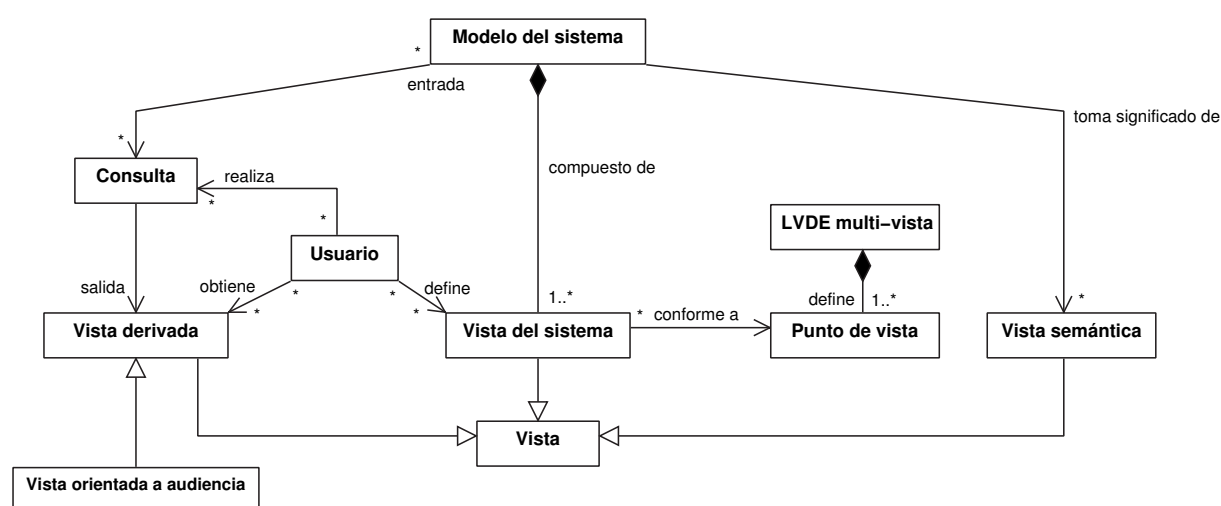 Modelo del sistema
*
entrada
toma significado de
*
compuesto de
Consulta
realiza
*
*
LVDE multi−vista
Usuario
salida
obtiene
*
*
define
define
*
*
1..*
1..*
*
Vista derivada
Vista del sistema
*
conforme a
Punto de vista
Vista semántica
Vista
Vista orientada a audiencia